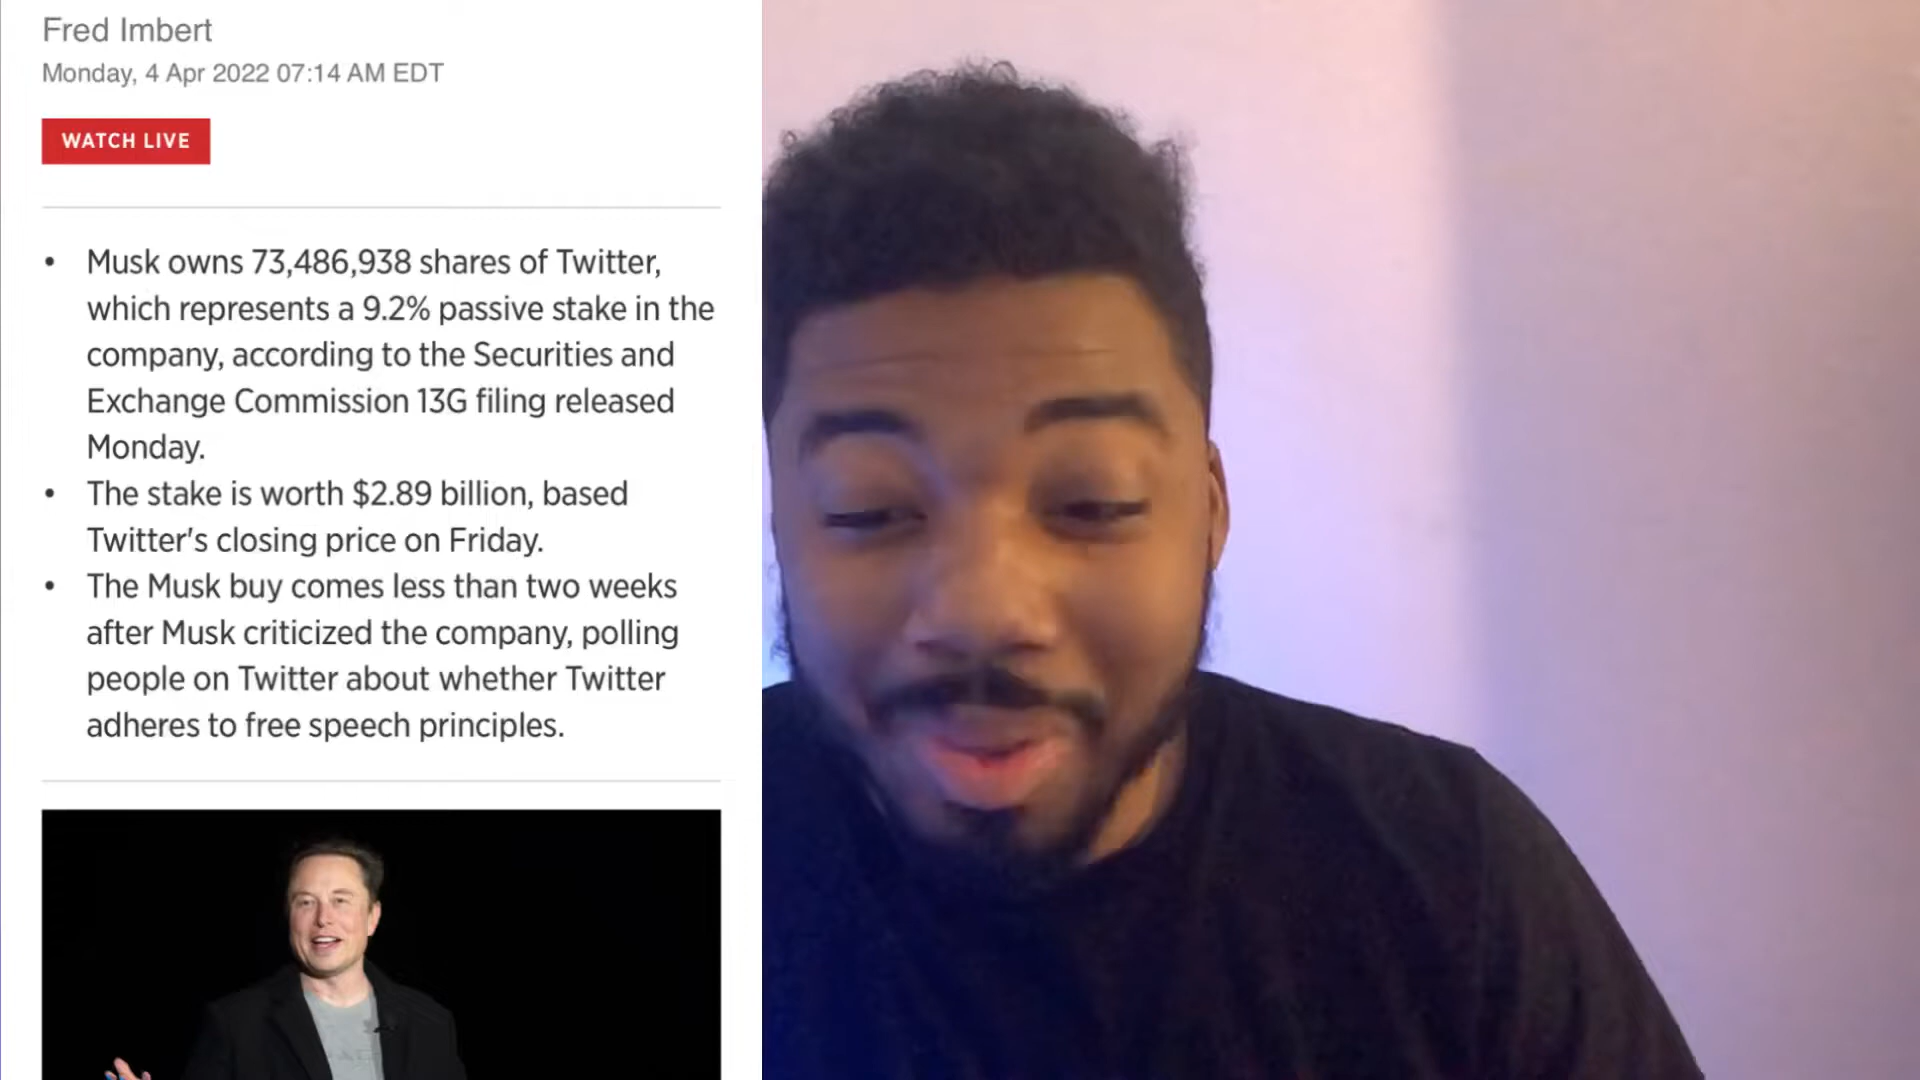 Fred Imbert
Monday, 4 Apr 2022 07:14 AM EDT
WATCH LIVE
• Musk owns 73,486,938 shares of Twitter,
which represents a 9.2% passive stake in the
company, according to the Securities and
Exchange Commission 13G filing released
Monday.
• The stake is worth $2.89 billion, based
Twitter's closing price on Friday.
• The Musk buy comes less than two weeks
after Musk criticized the company, polling
people on Twitter about whether Twitter
adheres to free speech principles.